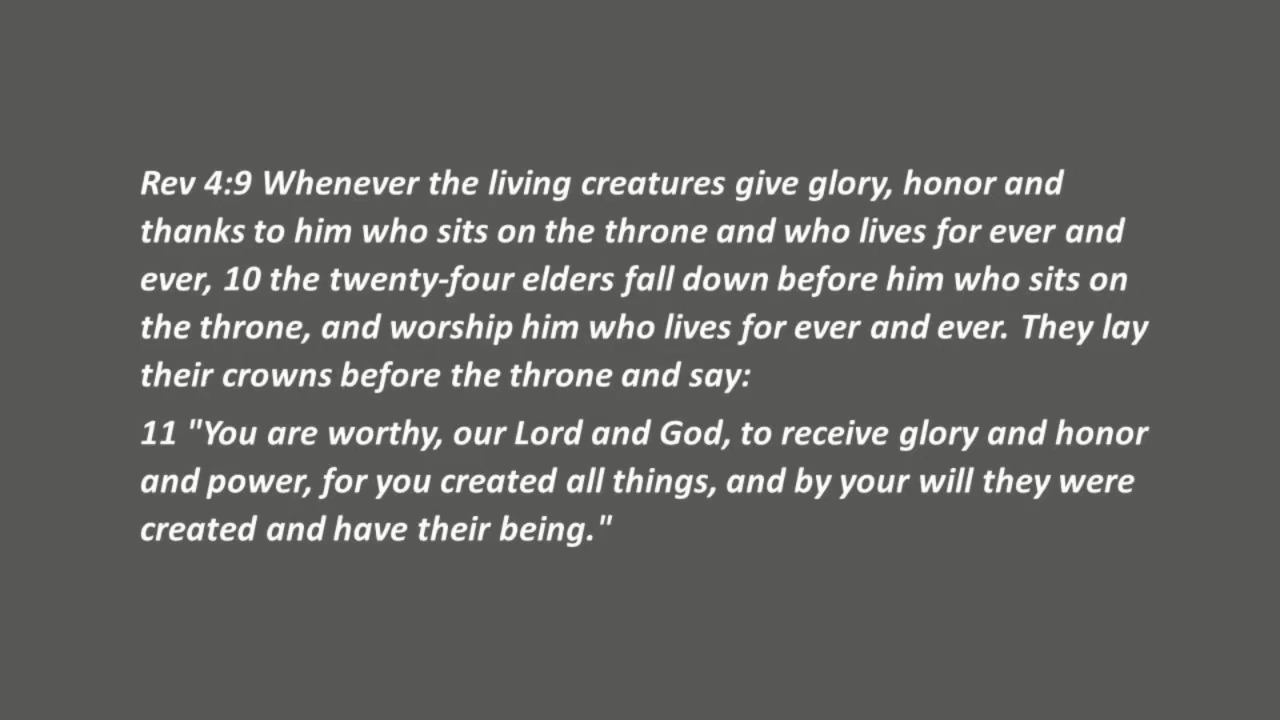 Rev 4:9 Whenever the living creatures give glory, honor and
thanks to him who sits on the throne and who lives for ever and
ever, 10 the twenty-four elders fall down before him who sits on
the throne, and worship him who lives for ever and ever. They lay
their crowns before the throne and say:
11 "You are worthy, our Lord and God, to receive glory and honor
and power, for you created all things, and by your will they were
created and have their being."